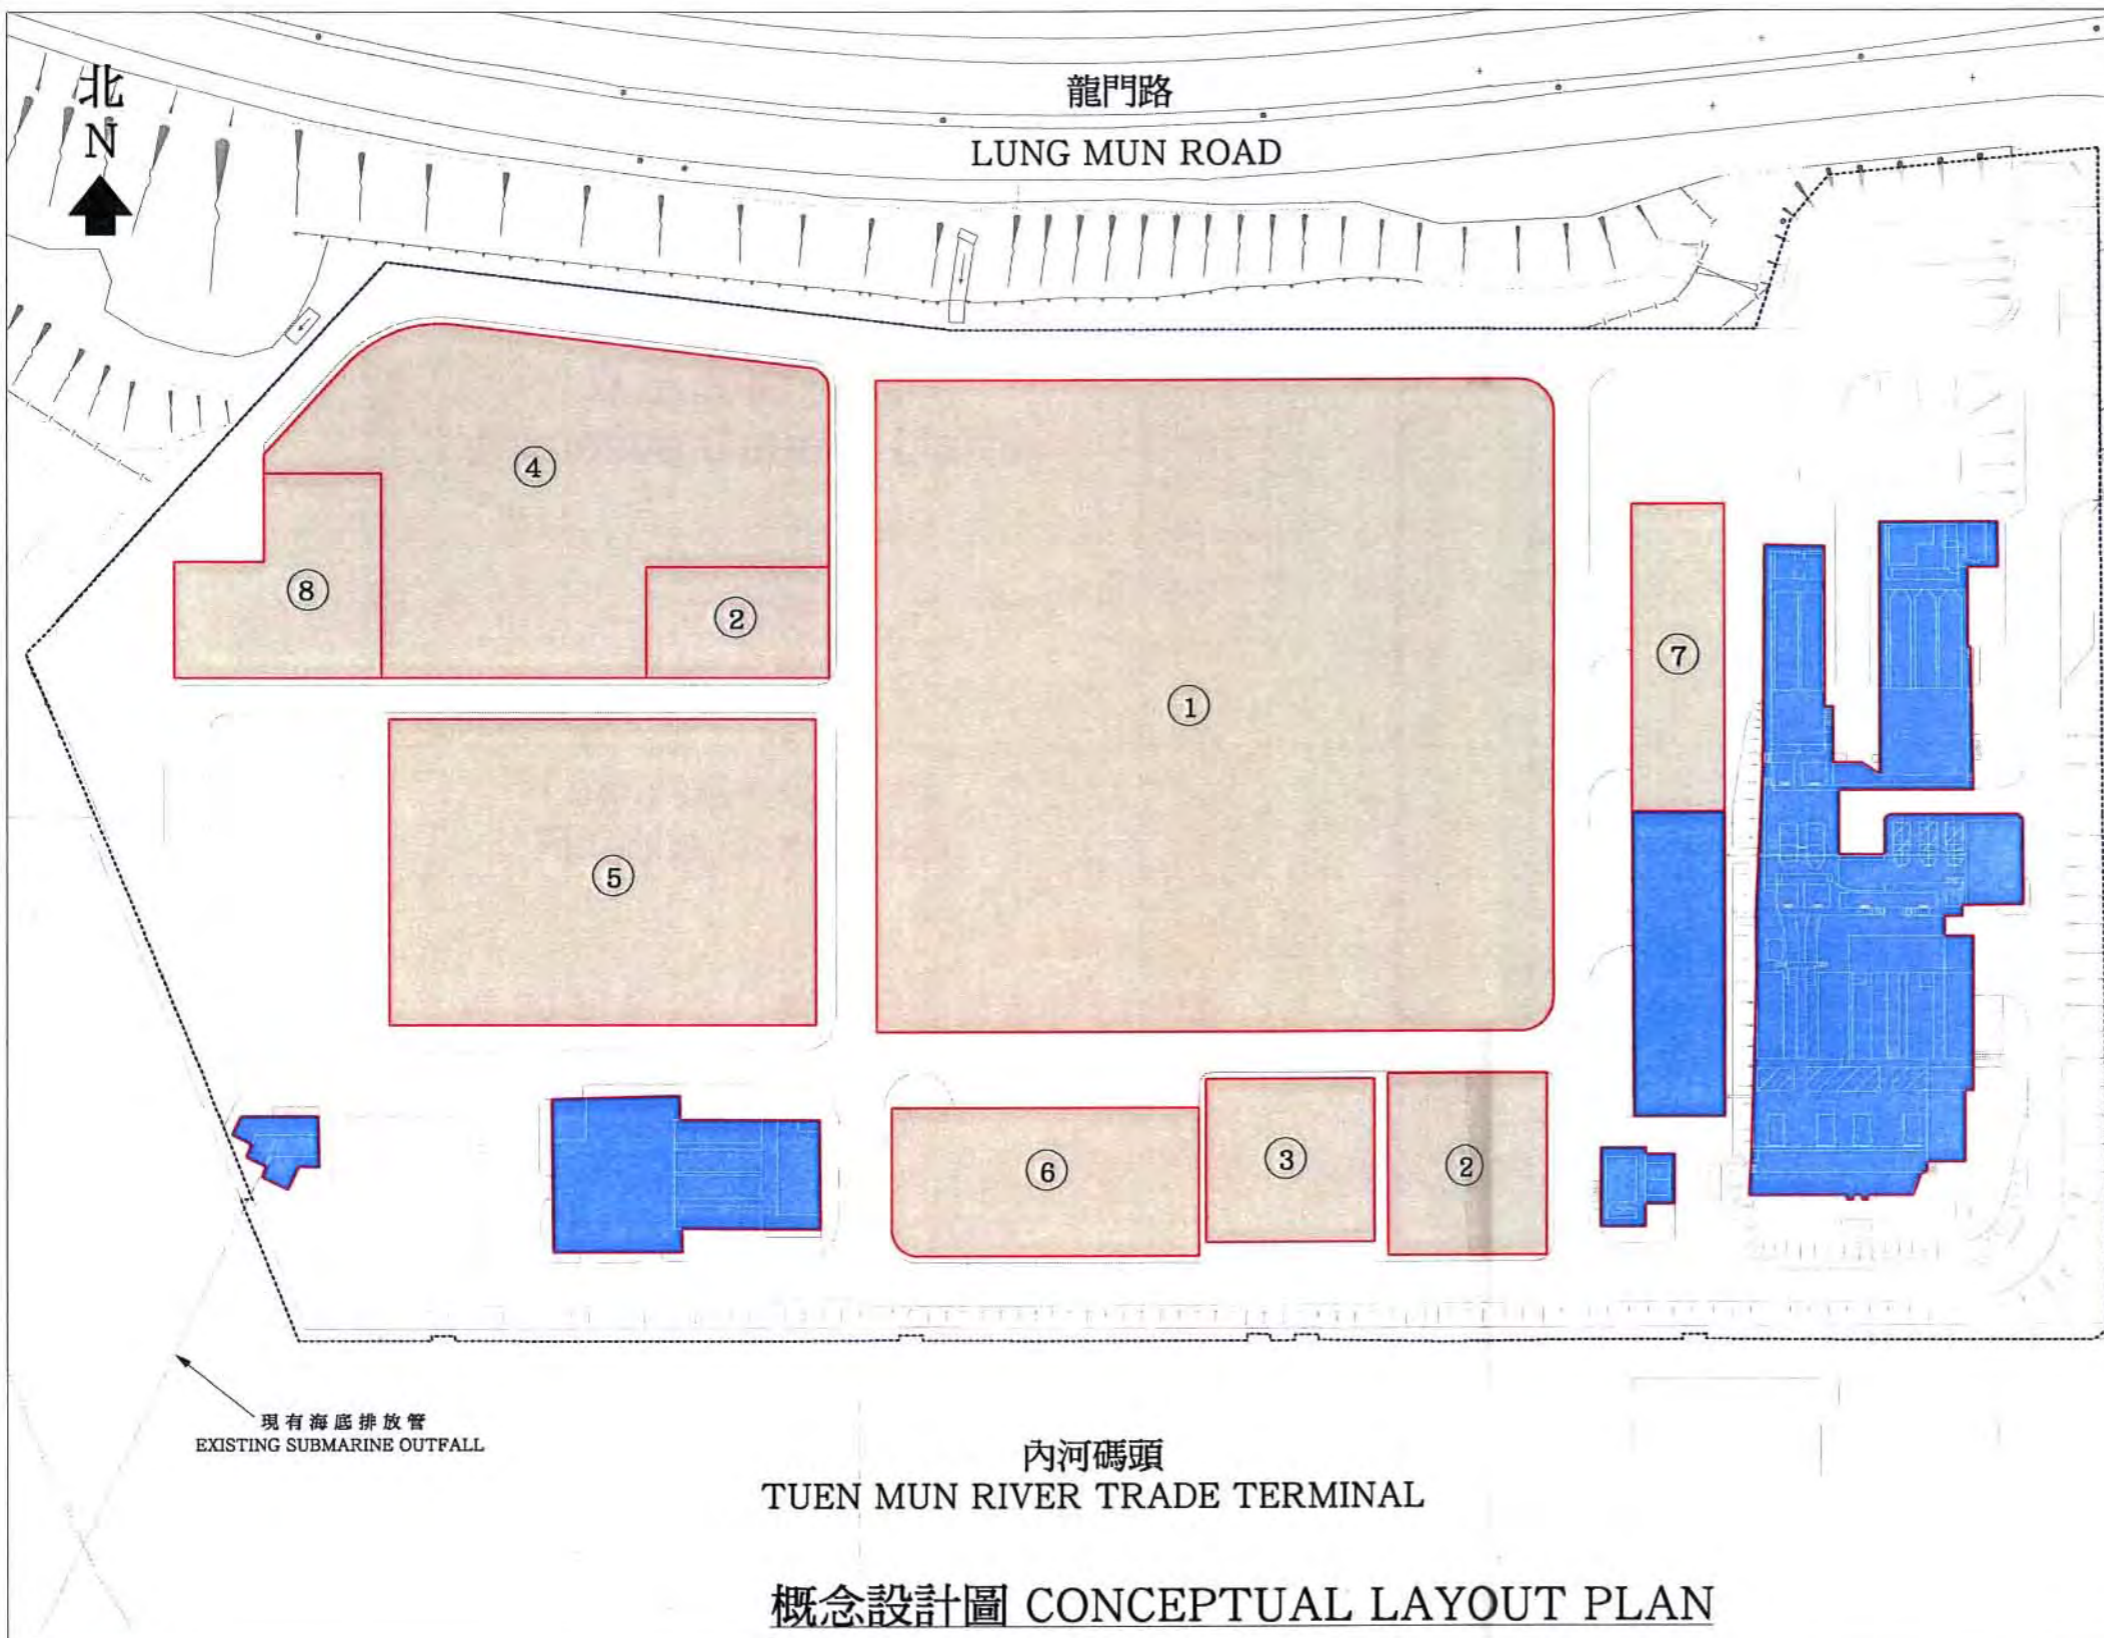 北
N
龍門路
LUNG MUN ROAD
④
⑧
②
①
⑦
⑤
⑥
③
②
現有海底排放管
EXISTING SUBMARINE OUTFALL
內河碼頭
TUEN MUN RIVER TRADE TERMINAL
概念設計圖 CONCEPTUAL LAYOUT PLAN